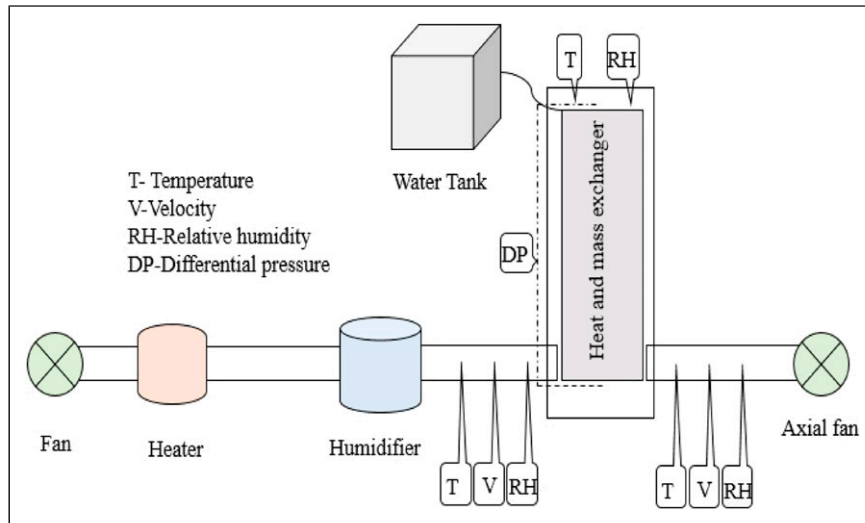 T
RH
Water Tank
T- Temperature
V-Velocity
RH-Relative humidity
DP-Differential pressure
DP
Heat and mass exchanger
Fan
Heater
Humidifier
Axial fan
T
V
RH
T
V
RH